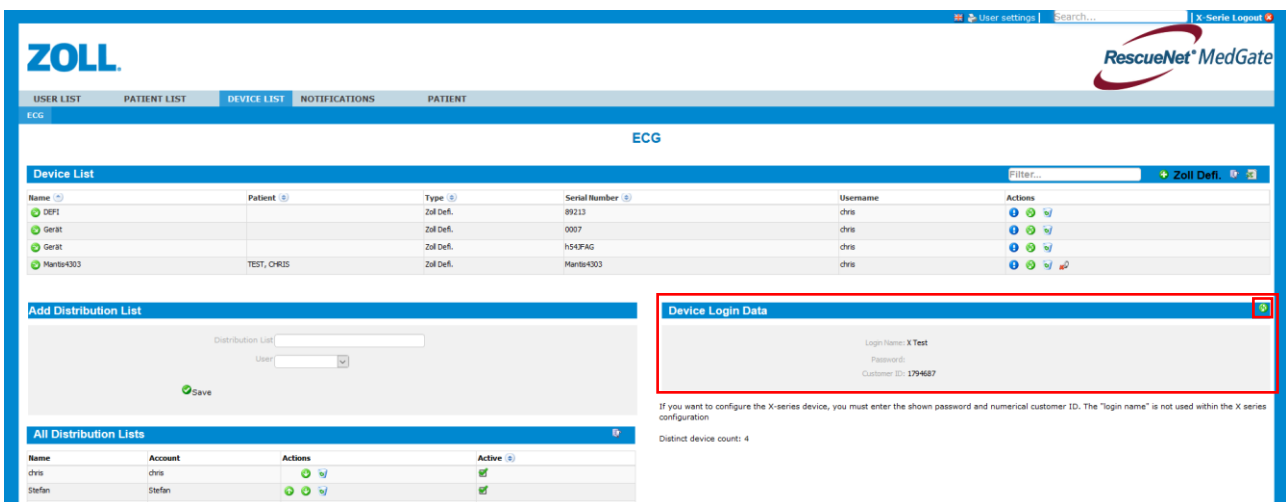 User settings | Search... | X-Serie Logout
ZOLL.
RescueNet® MedGate
USER LIST PATIENT LIST DEVICE LIST NOTIFICATIONS PATIENT
ECG
ECG
Device List Filter... Zoll Defi.
Name Patient Type Serial Number Username Actions
DEFI Zoll Defi. 89213 chris
Gerät Zoll Defi. 0007 chris
Gerät Zoll Defi. h54JFAG chris
Mantis4303 TEST, CHRIS Zoll Defi. Mantis4303 chris
Add Distribution List
Distribution List
User
Save
Device Login Data
Login Name: X Test
Password:
Customer ID: 1794687
If you want to configure the X-series device, you must enter the shown password and numerical customer ID. The "login name" is not used within the X series
configuration
Distinct device count: 4
All Distribution Lists
Name Account Actions Active
chris chris
Stefan Stefan